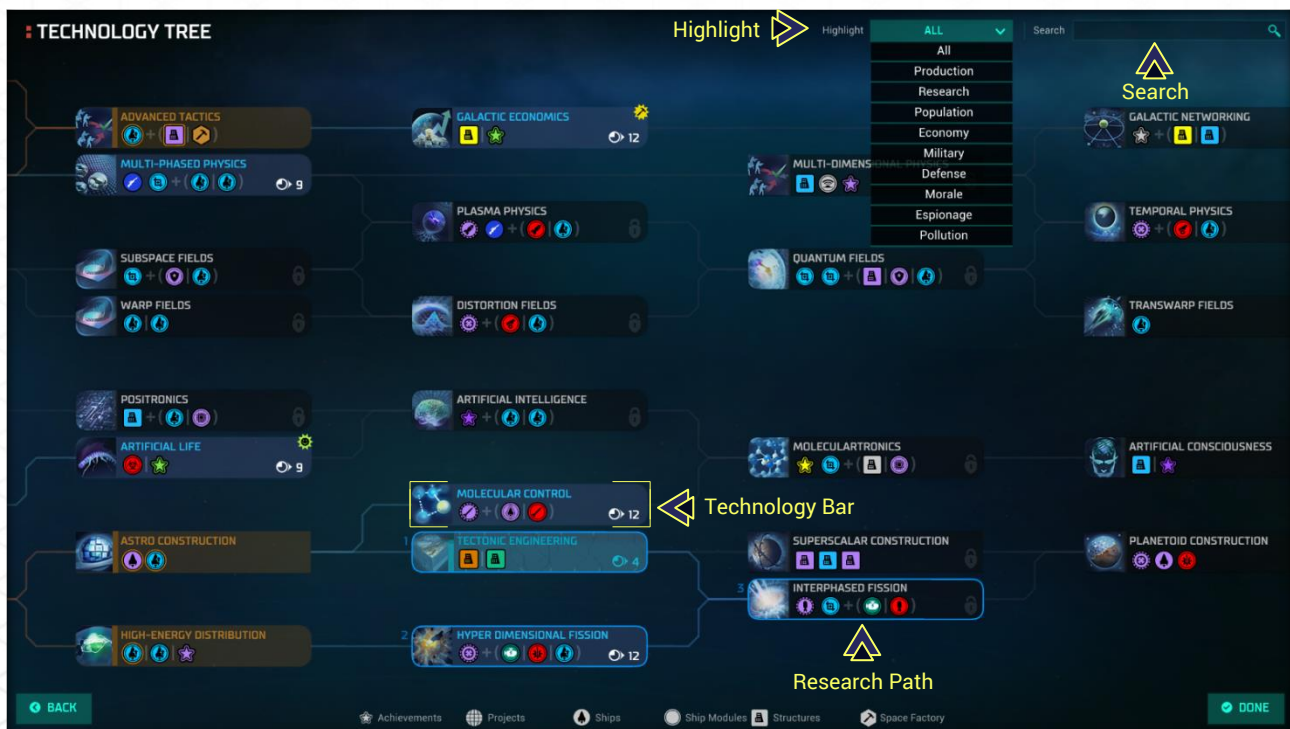 TECHNOLOGY TREE
Highlight
Highlight
ALL
Search
All
Production
Research
Population
Economy
Military
Defense
Morale
Espionage
Pollution
Search
ADVANCED TACTICS
GALACTIC ECONOMICS
12
GALACTIC NETWORKING
MULTI-PHASED PHYSICS
9
MULTI-DIMENSIONAL PHYSICS
PLASMA PHYSICS
TEMPORAL PHYSICS
SUBSPACE FIELDS
QUANTUM FIELDS
WARP FIELDS
DISTORTION FIELDS
TRANSWARP FIELDS
POSITRONICS
ARTIFICIAL INTELLIGENCE
ARTIFICIAL LIFE
9
MOLECULARTRONICS
ARTIFICIAL CONSCIOUSNESS
MOLECULAR CONTROL
12
Technology Bar
ASTRO CONSTRUCTION
1
TECTONIC ENGINEERING
4
SUPERSCALAR CONSTRUCTION
PLANETOID CONSTRUCTION
3
INTERPHASED FISSION
HIGH-ENERGY DISTRIBUTION
2
HYPER DIMENSIONAL FISSION
12
Research Path
BACK
Achievements
Projects
Ships
Ship Modules
Structures
Space Factory
DONE